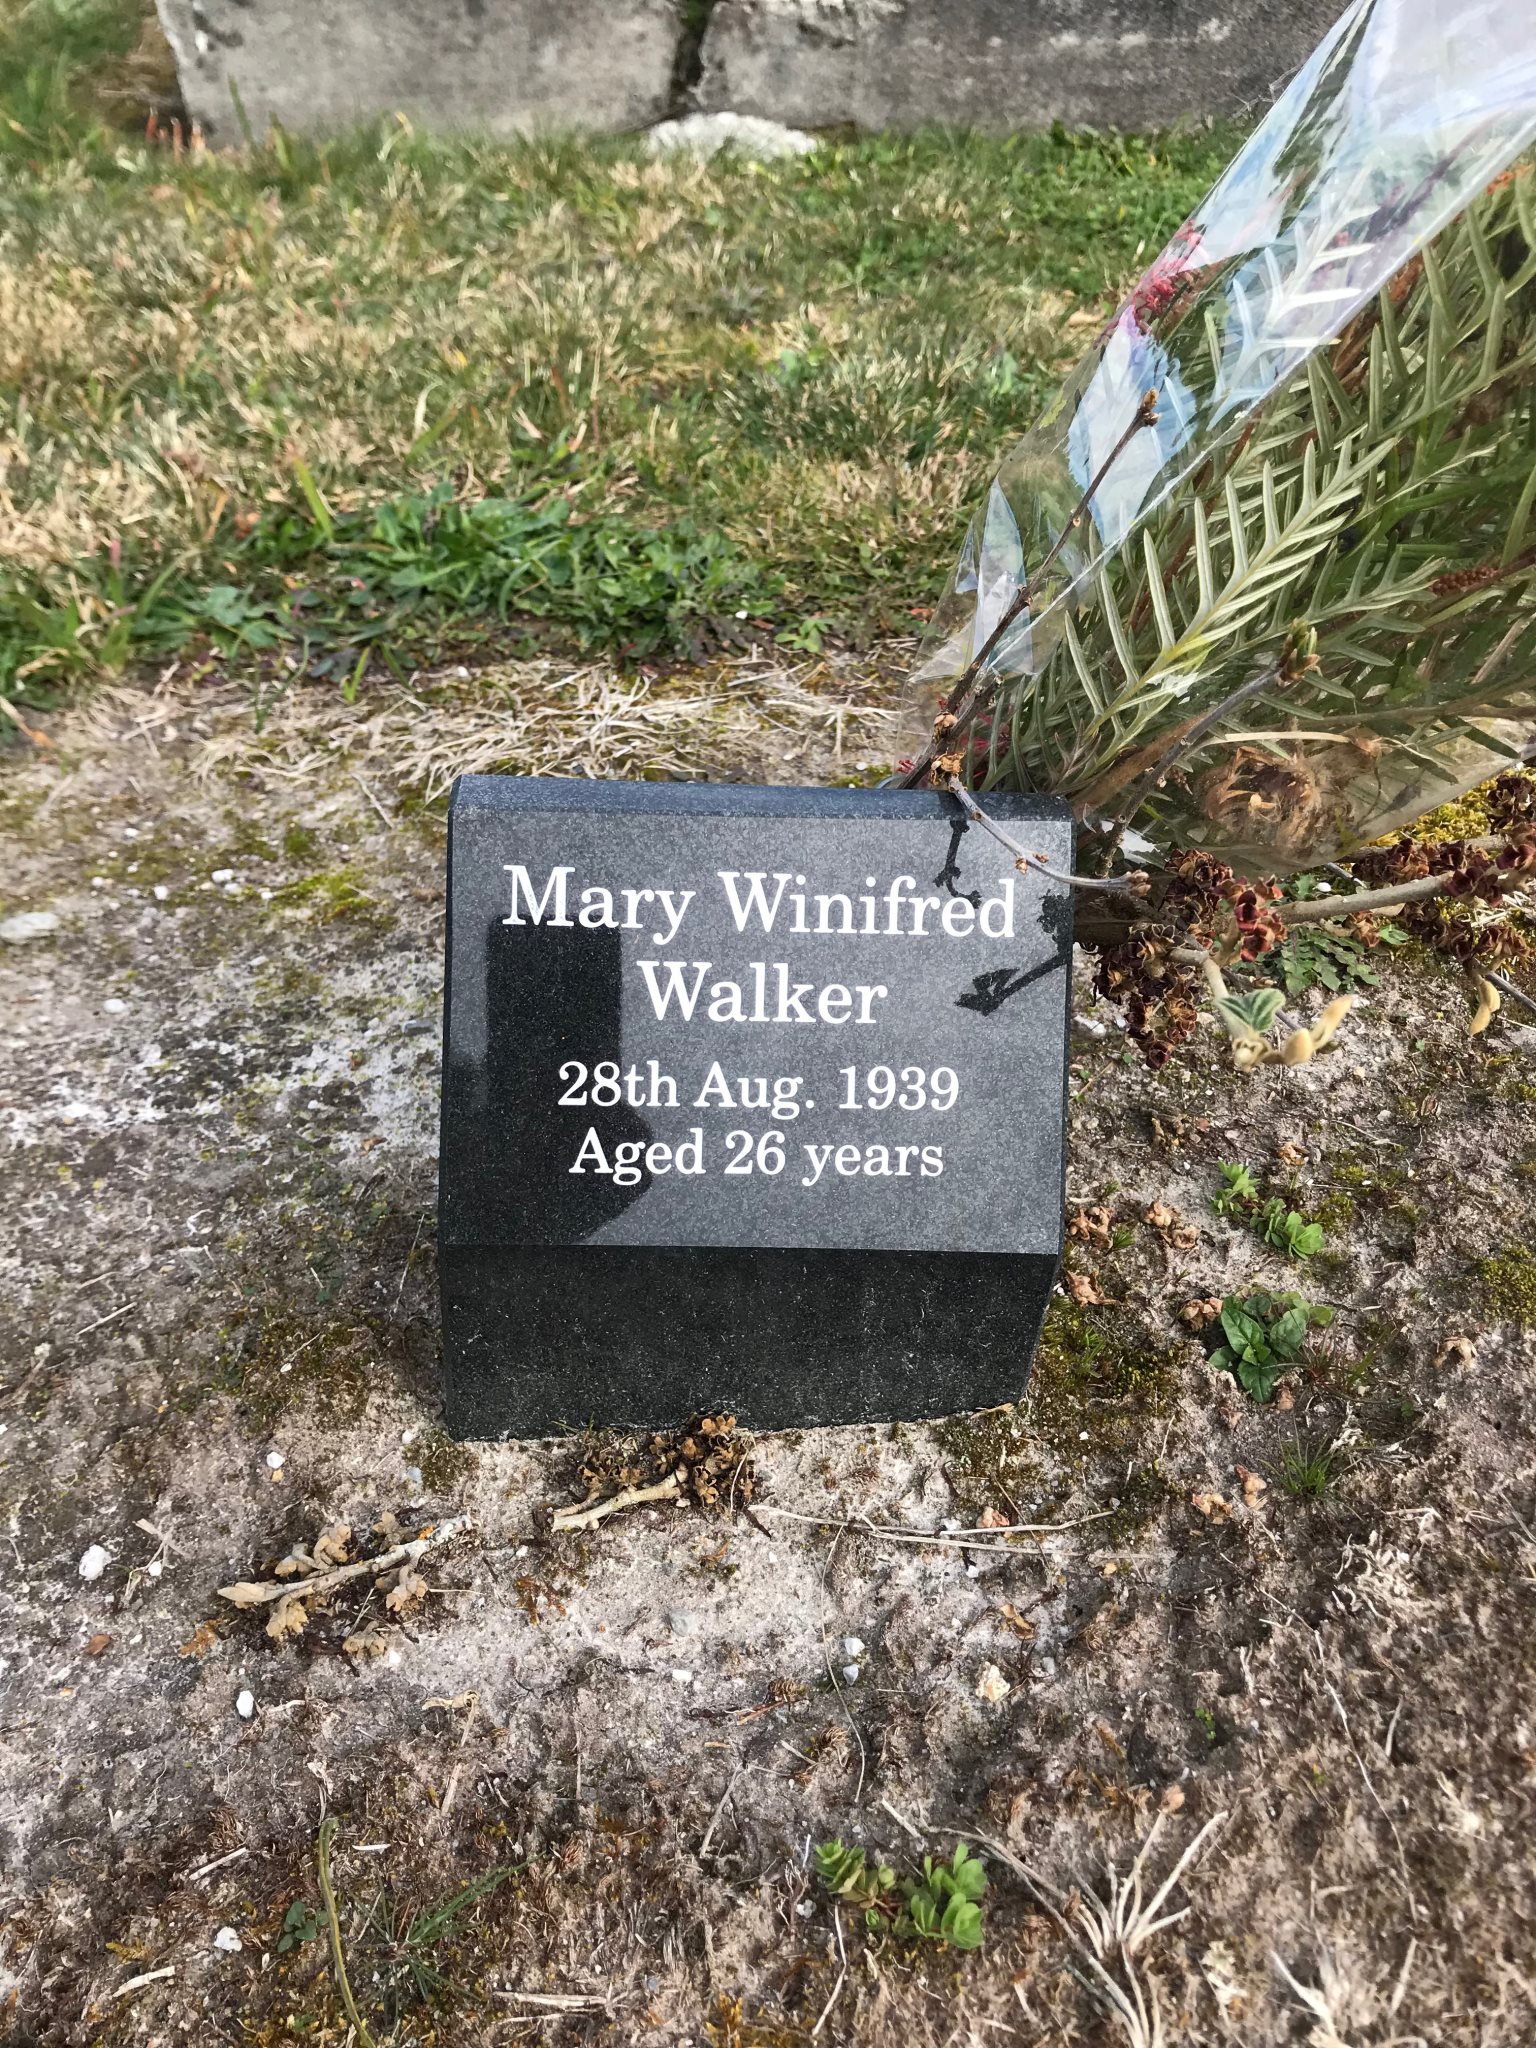 Mary Winifred
Walker
28th Aug. 1939
Aged 26 years